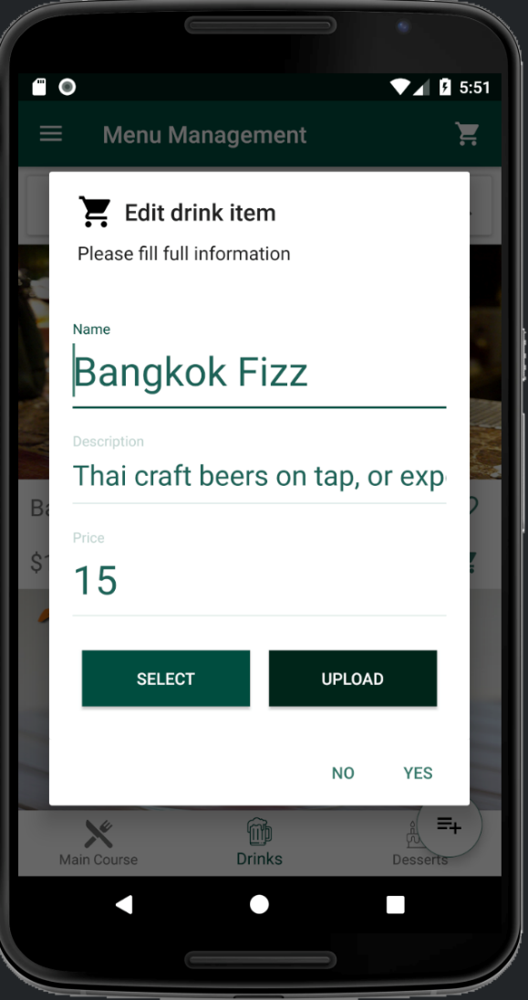 5:51
Menu Management
Edit drink item
Please fill full information
Name
Bangkok Fizz
Description
Thai craft beers on tap, or exp
Price
15
Ba
$1
SELECT
UPLOAD
NO
YES
Main Course
Drinks
Desserts